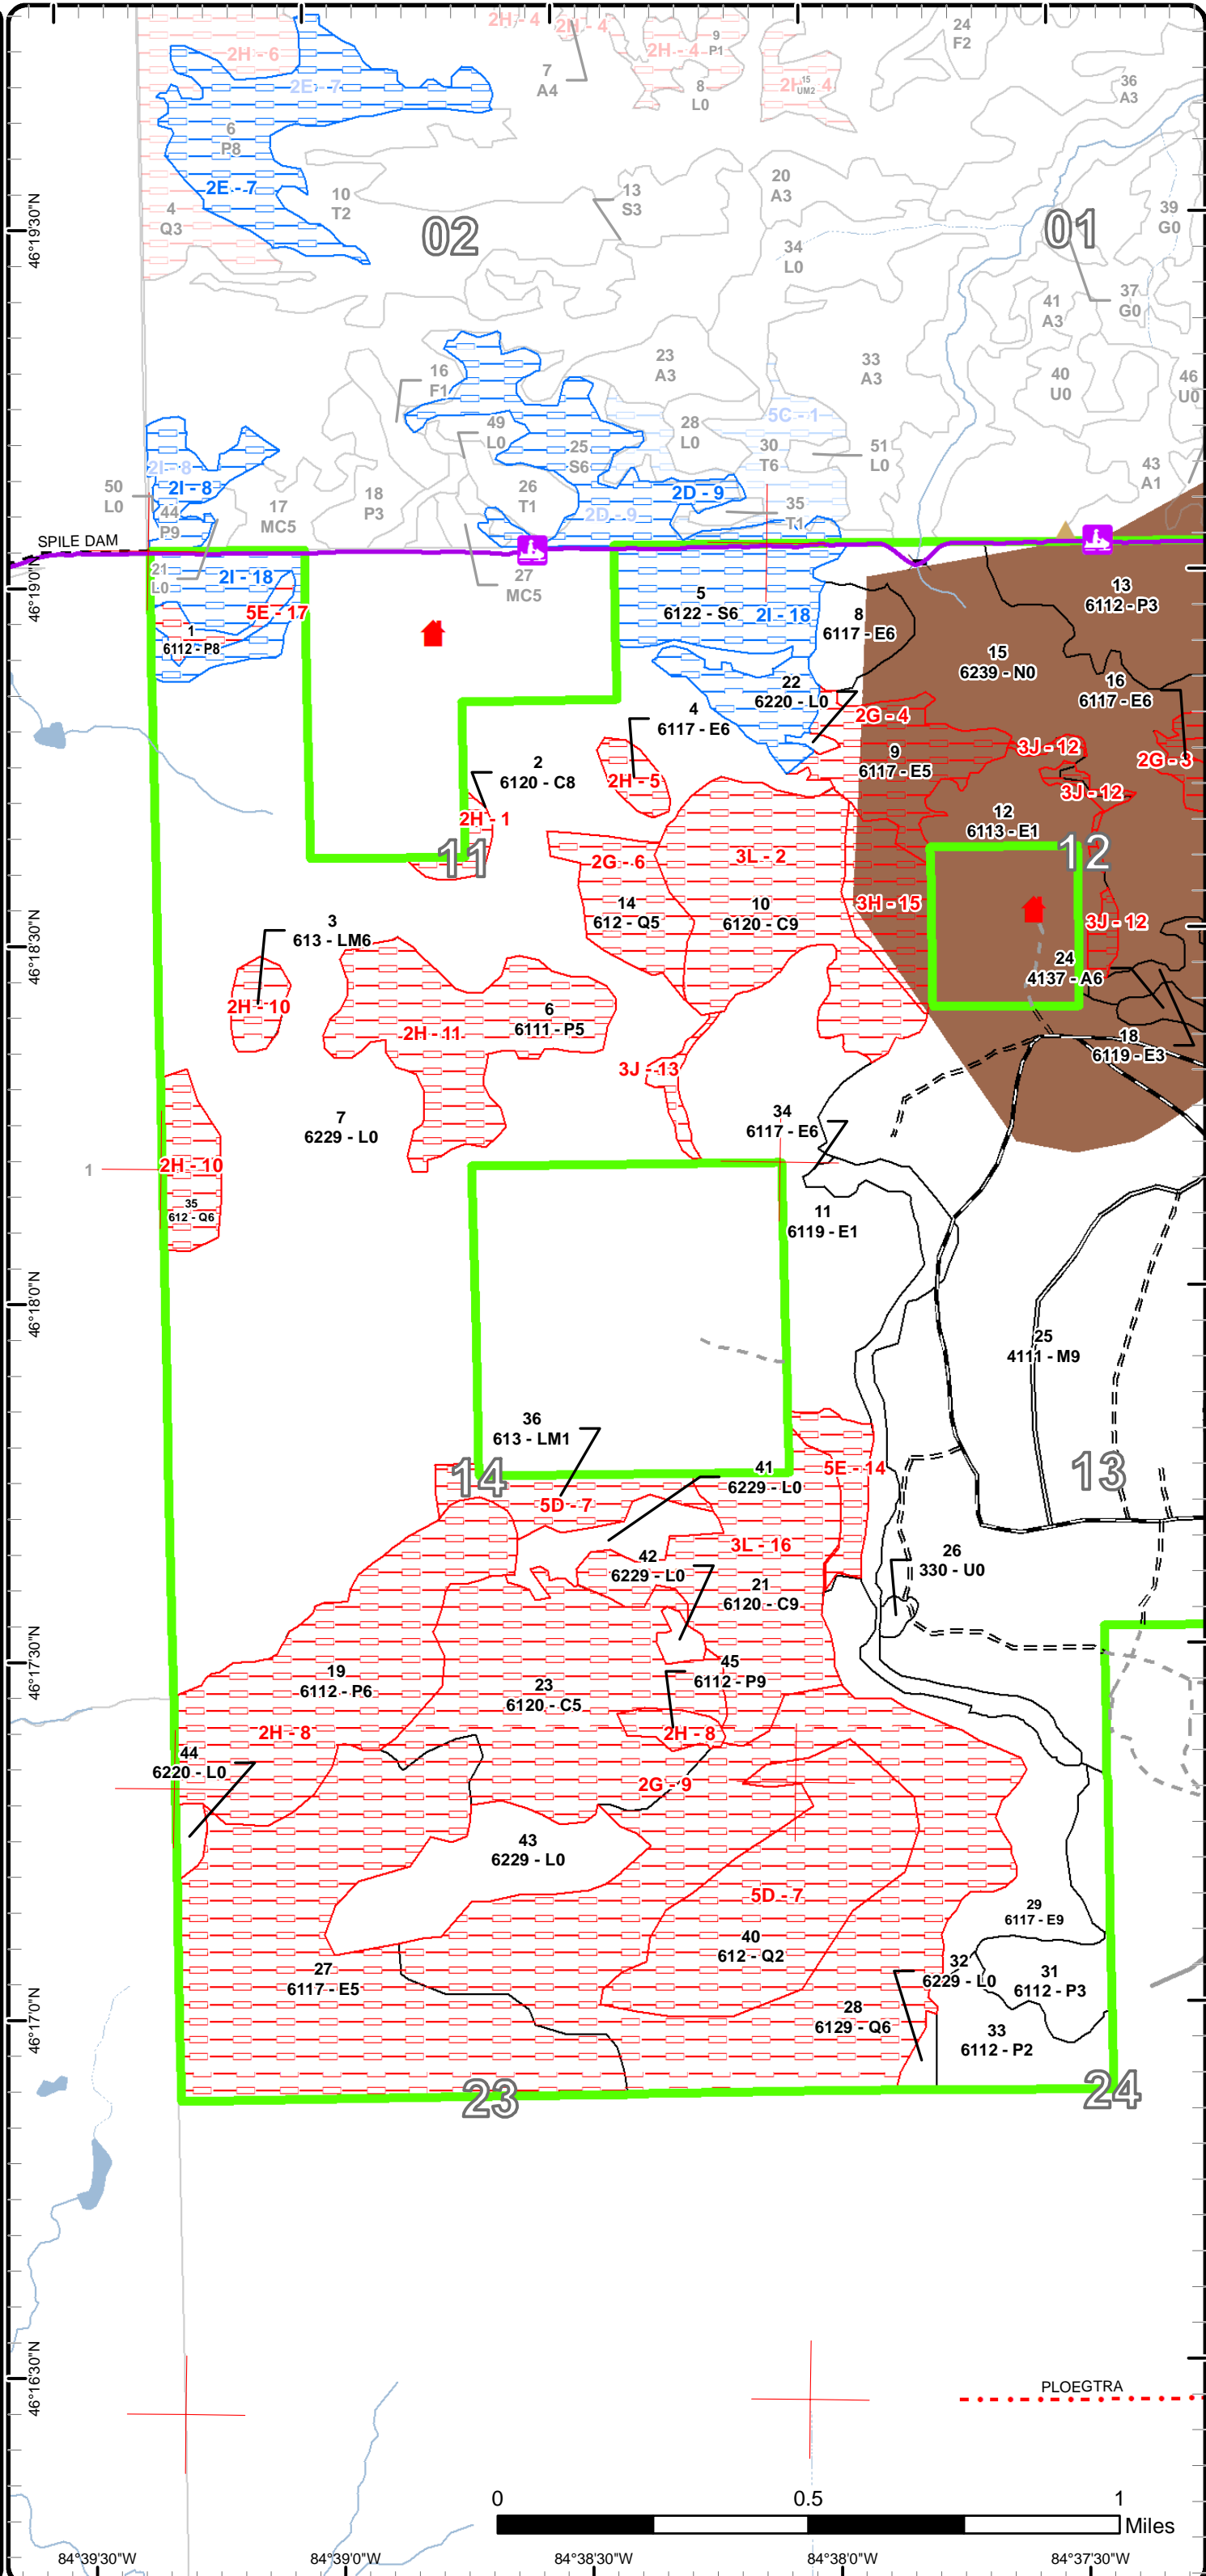 2H - 4
2H - 4
9
P1
24
F2
2H - 6
2H - 4
7
A4
8
L0
2H - 4
15
UM2
36
A3
2E - 7
6
P8
2E - 7
10
T2
13
S3
20
A3
39
G0
4
Q3
02
01
46°19'30"N
34
L0
37
G0
41
A3
16
F1
23
A3
33
A3
40
U0
46
U0
5C - 1
49
L0
28
L0
25
S6
30
T6
51
L0
43
A1
2I - 8
2I - 8
50
L0
17
MC5
18
P3
26
T1
2D - 9
2D - 9
35
T1
44
P9
SPILE DAM
21
L0
2I - 18
27
MC5
46°19'0"N
5
6122 - S6
2I - 18
13
6112 - P3
5E - 17
8
6117 - E6
1
6112 - P8
15
6239 - N0
22
6220 - L0
16
6117 - E6
4
6117 - E6
2G - 4
3J - 12
2G - 3
9
6117 - E5
2
6120 - C8
2H - 5
3J - 12
2H - 1
12
6113 - E1
11
12
2G - 6
3L - 2
14
612 - Q5
10
6120 - C9
3H - 15
3J - 12
46°18'30"N
3
613 - LM6
24
4137 - A6
2H - 10
6
6111 - P5
2H - 11
18
6119 - E3
3J - 13
7
6229 - L0
34
6117 - E6
1
2H - 10
35
612 - Q6
11
6119 - E1
46°18'0"N
25
4111 - M9
36
613 - LM1
14
13
41
6229 - L0
5E - 14
5D - 7
3L - 16
42
6229 - L0
26
330 - U0
21
6120 - C9
46°17'30"N
19
6112 - P6
45
6112 - P9
23
6120 - C5
2H - 8
2H - 8
44
6220 - L0
2G - 9
43
6229 - L0
5D - 7
29
6117 - E9
40
612 - Q2
27
6117 - E5
32
6229 - L0
31
6112 - P3
46°17'0"N
28
6129 - Q6
33
6112 - P2
23
24
46°16'30"N
PLOEGTRA
0
0.5
1
Miles
84°39'30"W
84°39'0"W
84°38'30"W
84°38'0"W
84°37'30"W